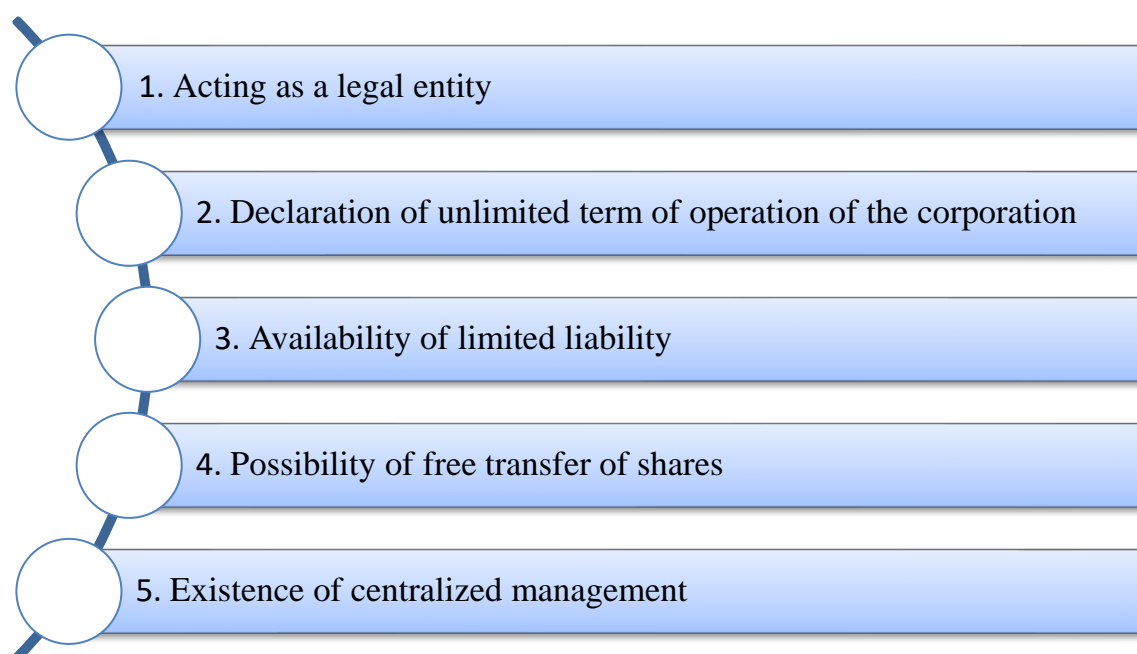 1. Acting as a legal entity
2. Declaration of unlimited term of operation of the corporation
3. Availability of limited liability
4. Possibility of free transfer of shares
5. Existence of centralized management